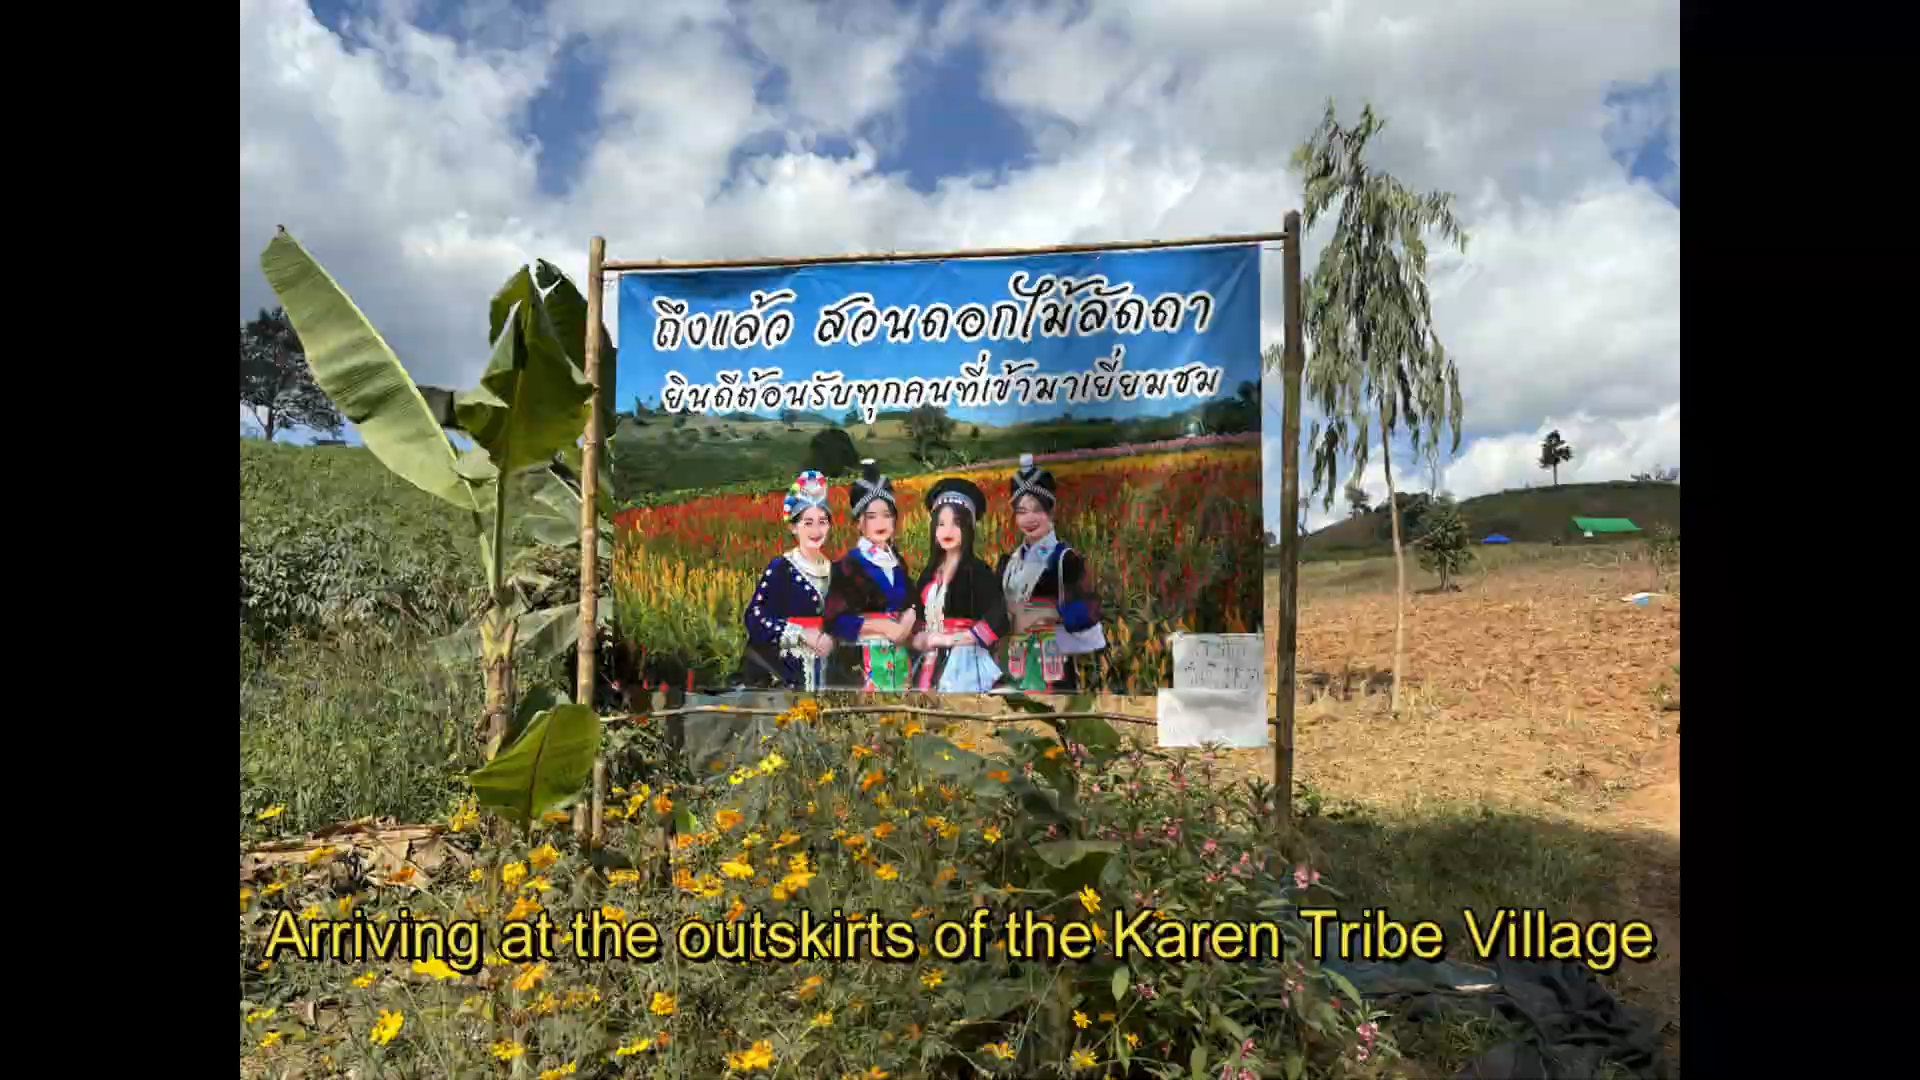 ถึงแล้ว สวนดอกไม้ลัดดา
ยินดีต้อนรับทุกคนที่เข้ามาเยี่ยมชม
Arriving at the outskirts of the Karen Tribe Village